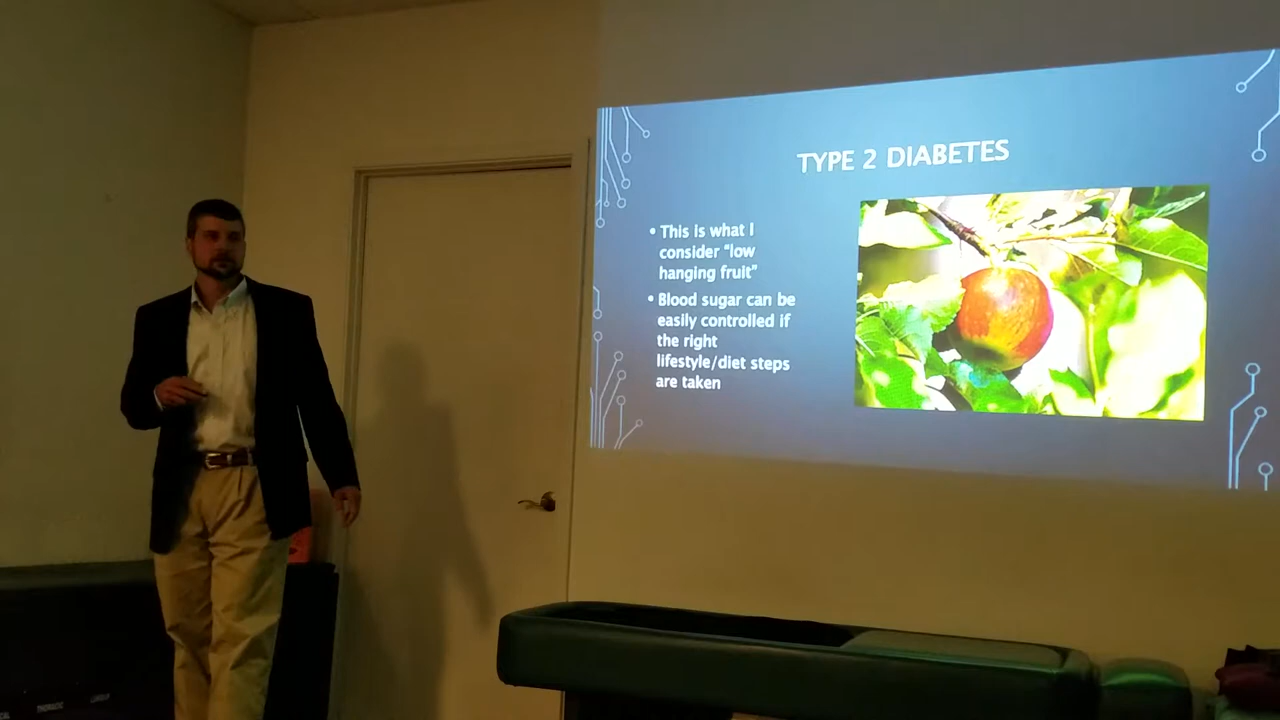 TYPE 2 DIABETES
• This is what I
consider “low
hanging fruit”
• Blood sugar can be
easily controlled if
the right
lifestyle/diet steps
are taken
THORACIC